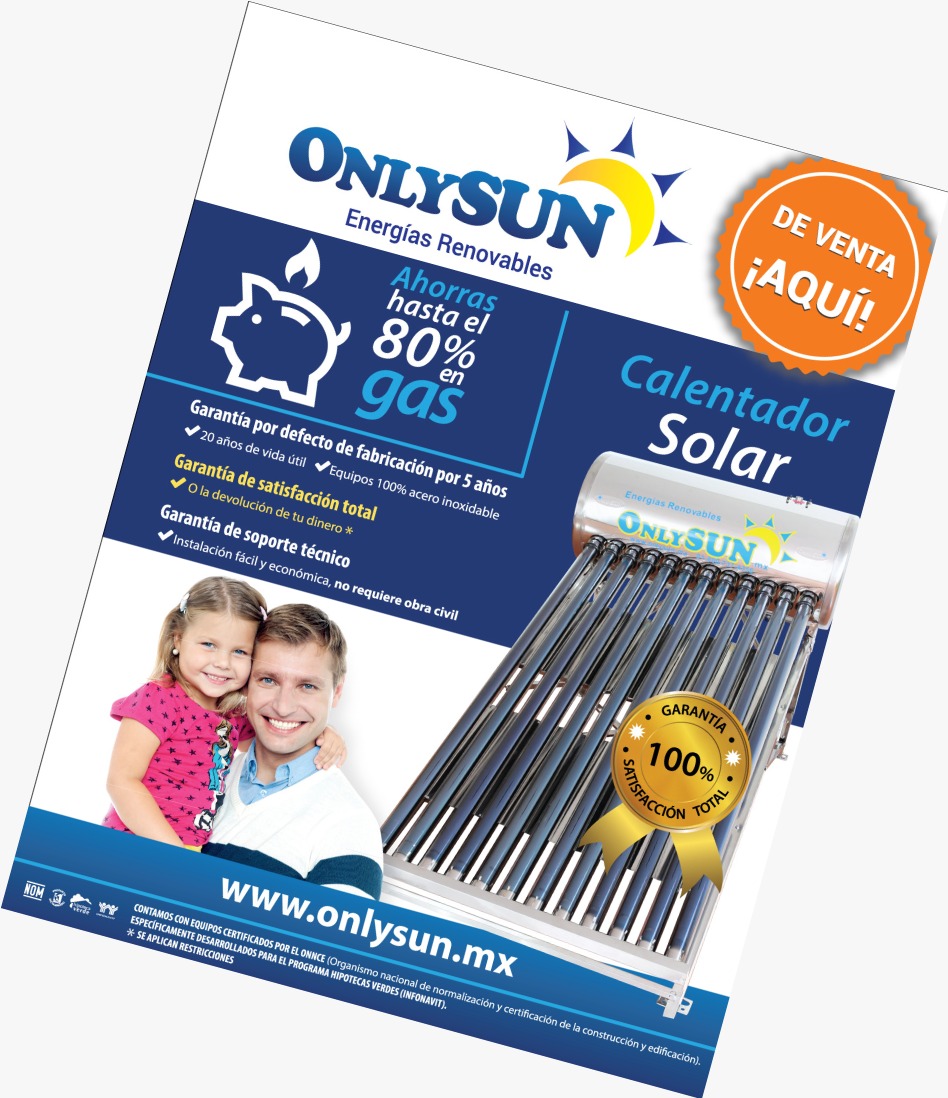 ONLYSUN
Energías Renovables
DE VENTA
¡AQUÍ!
Ahorras
hasta el
80%
en
gas
Calentador
Solar
Garantía por defecto de fabricación por 5 años
✔20 años de vida útil ✔Equipos 100% acero inoxidable
Garantía de satisfacción total
✔ O la devolución de tu dinero *
Garantía de soporte técnico
✔Instalación fácil y económica, no requiere obra civil
Energías Renovables
ONLYSUN
.mx
GARANTÍA
100%
SATISFACCIÓN TOTAL
www.onlysun.mx
NOM
CONTAMOS CON EQUIPOS CERTIFICADOS POR EL ONNCE (Organismo nacional de normalización y certificación de la construcción y edificación).
ESPECÍFICAMENTE DESARROLLADOS PARA EL PROGRAMA HIPOTECAS VERDES (INFONAVIT).
* SE APLICAN RESTRICCIONES